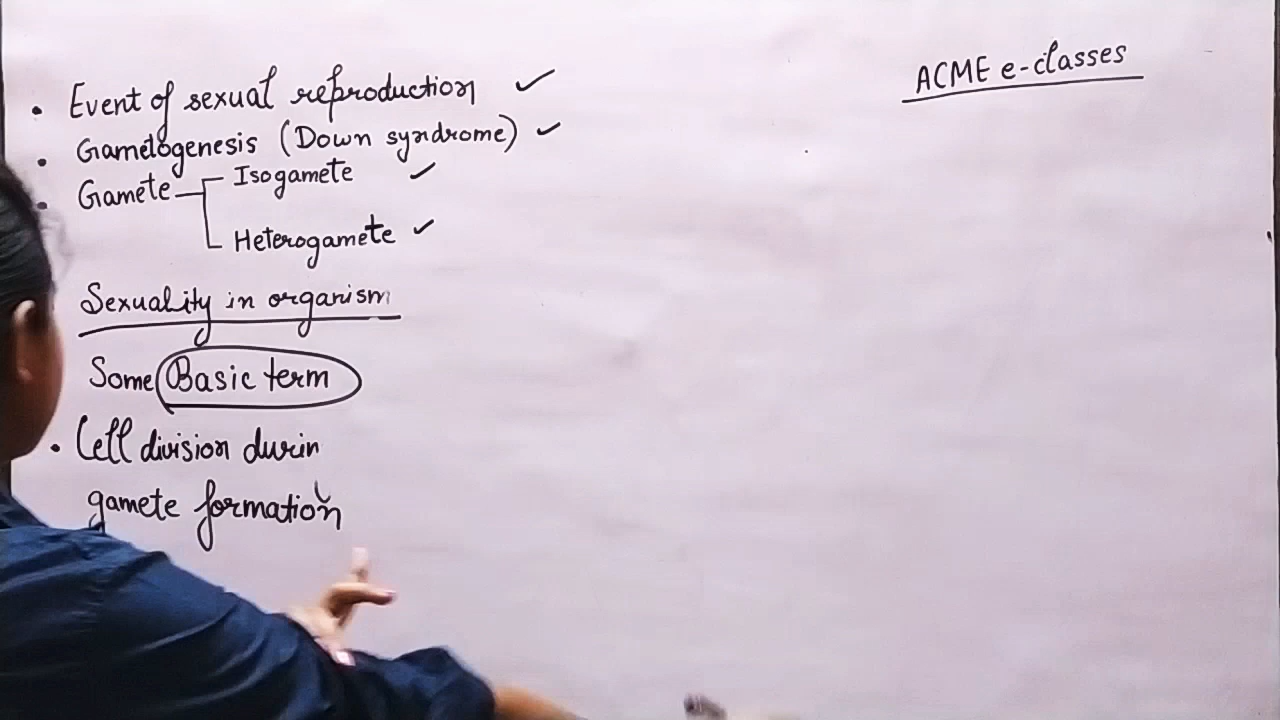 ACME e-classes
• Event of sexual reproduction ✓
• Gametogenesis (Down syndrome) ✓
• Gamete Isogamete ✓
Heterogamete ✓
Sexuality in organism
Some Basic term
• Cell division durin
gamete formation